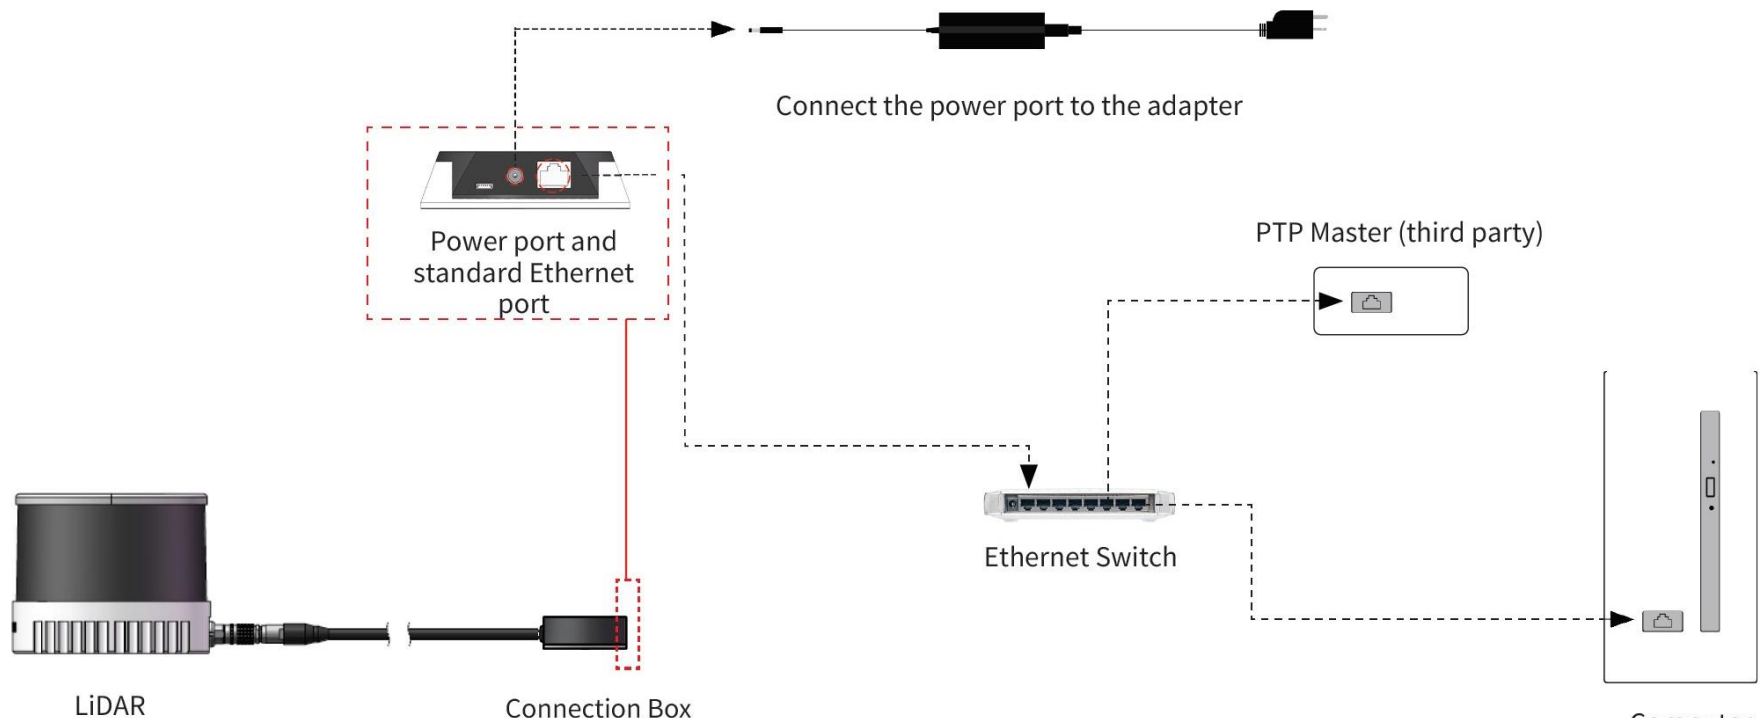 Connect the power port to the adapter
Power port and
standard Ethernet
port
PTP Master (third party)
Ethernet Switch
LiDAR
Connection Box